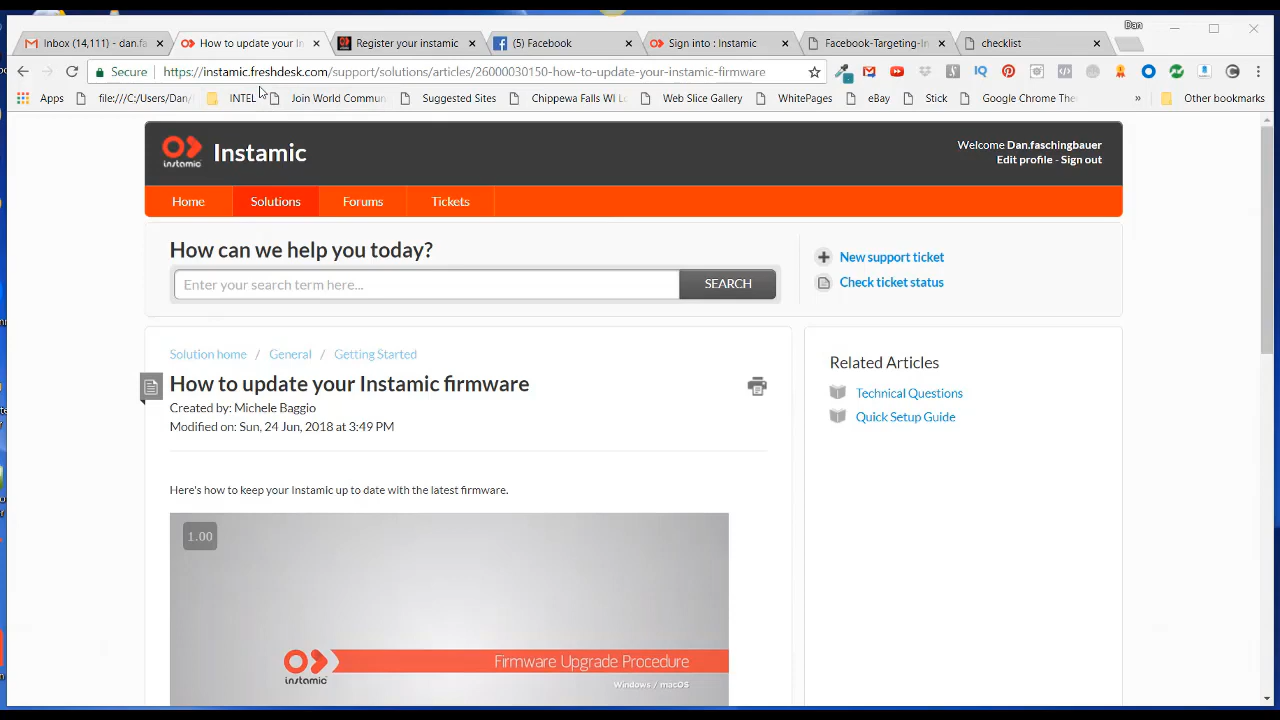 Dan
Inbox (14,111) - dan.fa
How to update your In
Register your instamic
(5) Facebook
Sign into : Instamic
Facebook-Targeting-In
checklist
Secure
https://instamic.freshdesk.com/support/solutions/articles/26000030150-how-to-update-your-instamic-firmware
Apps
file:///C:/Users/Dan/
INTEL
Join World Commun
Suggested Sites
Chippewa Falls WI Lo
Web Slice Gallery
WhitePages
eBay
Stick
Google Chrome The
»
Other bookmarks
instamic
Instamic
Welcome Dan.faschingbauer
Edit profile - Sign out
Home
Solutions
Forums
Tickets
How can we help you today?
Enter your search term here...
SEARCH
New support ticket
Check ticket status
Solution home / General / Getting Started
How to update your Instamic firmware
Created by: Michele Baggio
Modified on: Sun, 24 Jun, 2018 at 3:49 PM
Here's how to keep your Instamic up to date with the latest firmware.
Related Articles
Technical Questions
Quick Setup Guide
1.00
instamic
Firmware Upgrade Procedure
Windows / macOS